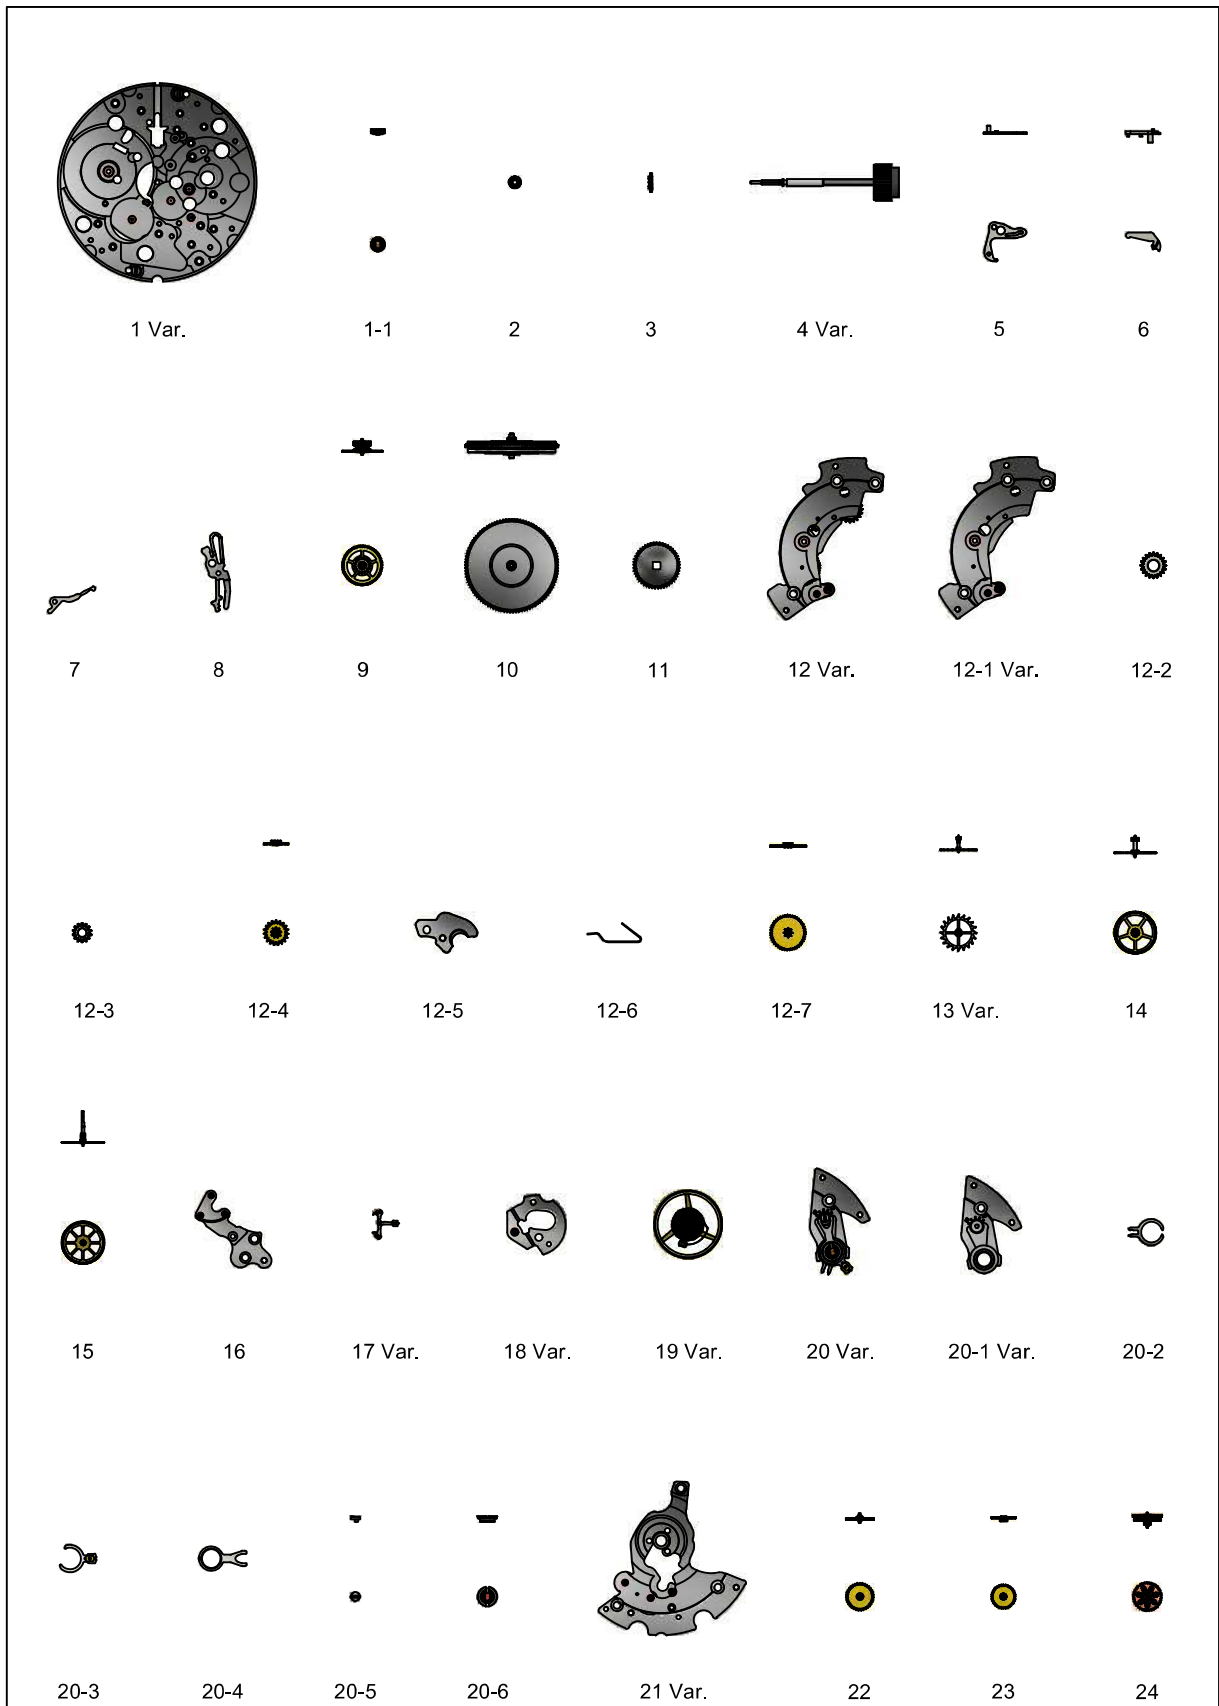 1 Var. 1-1 2 3 4 Var. 5 6
7 8 9 10 11 12 Var. 12-1 Var. 12-2
12-3 12-4 12-5 12-6 12-7 13 Var. 14
15 16 17 Var. 18 Var. 19 Var. 20 Var. 20-1 Var. 20-2
20-3 20-4 20-5 20-6 21 Var. 22 23 24